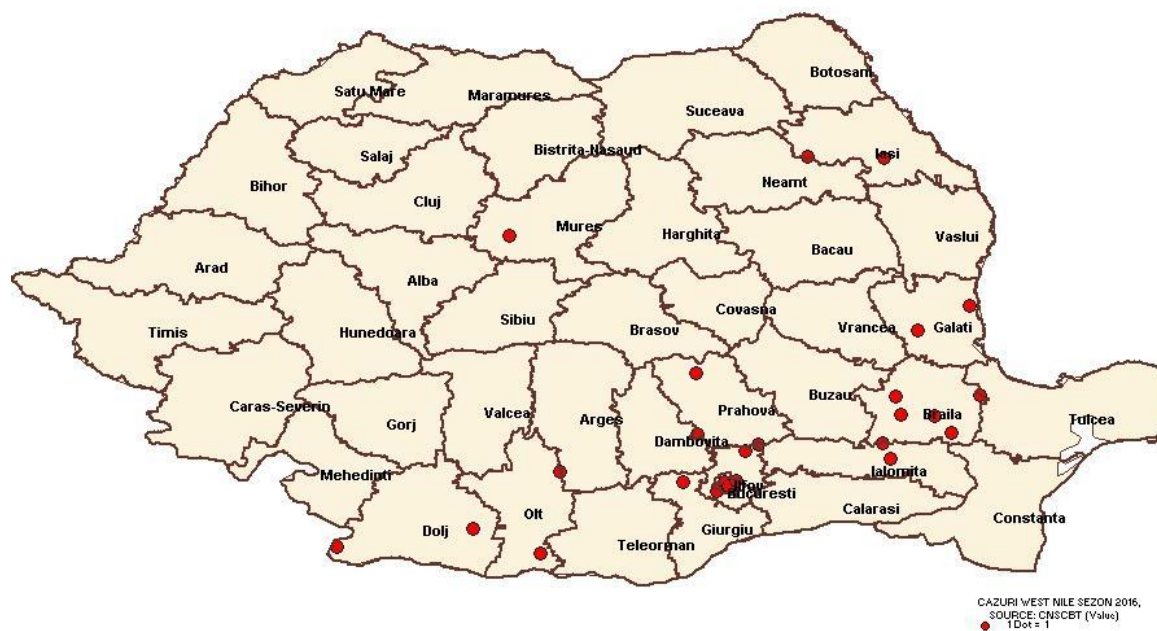 Botosani
Satu Mare
Maramures
Suceava
Salaj
Bistrita-Nasaud
Iasi
Bihor
Cluj
Neamt
Mures
Harghita
Bacau
Vaslui
Arad
Alba
Timis
Hunedoara
Sibiu
Brasov
Covasna
Vrancea
Galati
Caras-Severin
Gorj
Valcea
Arges
Prahova
Buzau
Braila
Tulcea
Dambovita
Mehedinti
Ialomita
Ilfov
Bucuresti
Dolj
Olt
Teleorman
Giurgiu
Calarasi
Constanta
CAZURI WEST NILE SEZON 2016,
SOURCE: CNSCBT (Value)
1 Dot = 1